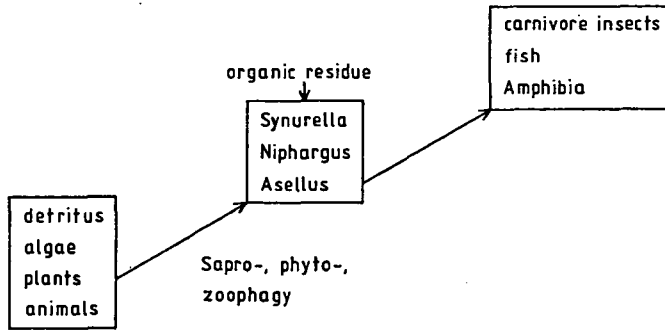 carnivore insects
fish
Amphibia
organic residue
Synurella
Niphargus
Asellus
detritus
algae
plants
animals
Sapro-, phyto-,
zoophagy